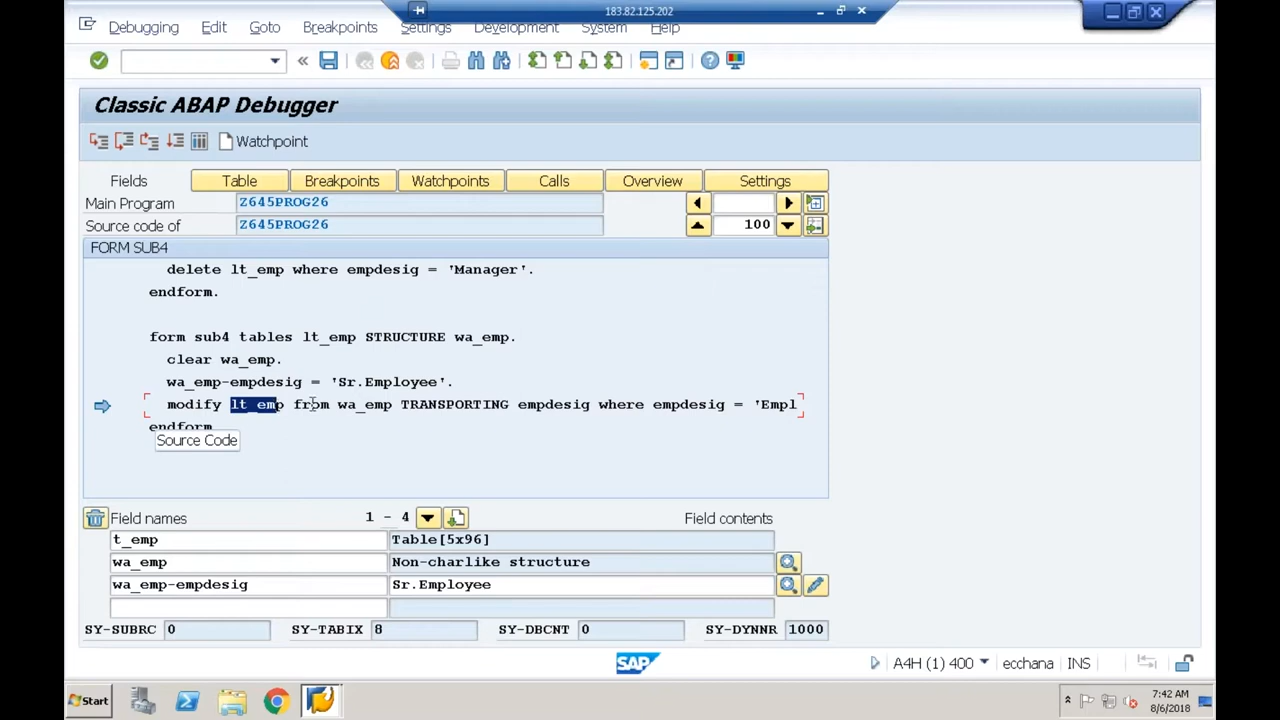 183.82.125.202
Debugging Edit Goto Breakpoints Settings Development System Help
Classic ABAP Debugger
Watchpoint
Fields Table Breakpoints Watchpoints Calls Overview Settings
Main Program Z645PROG26
Source code of Z645PROG26 100
FORM SUB4
delete lt_emp where empdesig = 'Manager'.
endform.
form sub4 tables lt_emp STRUCTURE wa_emp.
clear wa_emp.
wa_emp-empdesig = 'Sr.Employee'.
modify lt_emp from wa_emp TRANSPORTING empdesig where empdesig = 'Empl
endform.
Source Code
Field names 1 - 4 Field contents
t_emp Table[5x96]
wa_emp Non-charlike structure
wa_emp-empdesig Sr.Employee
SY-SUBRC 0 SY-TABIX 8 SY-DBCNT 0 SY-DYNNR 1000
SAP A4H (1) 400 ecchana INS
Start 7:42 AM
8/6/2018